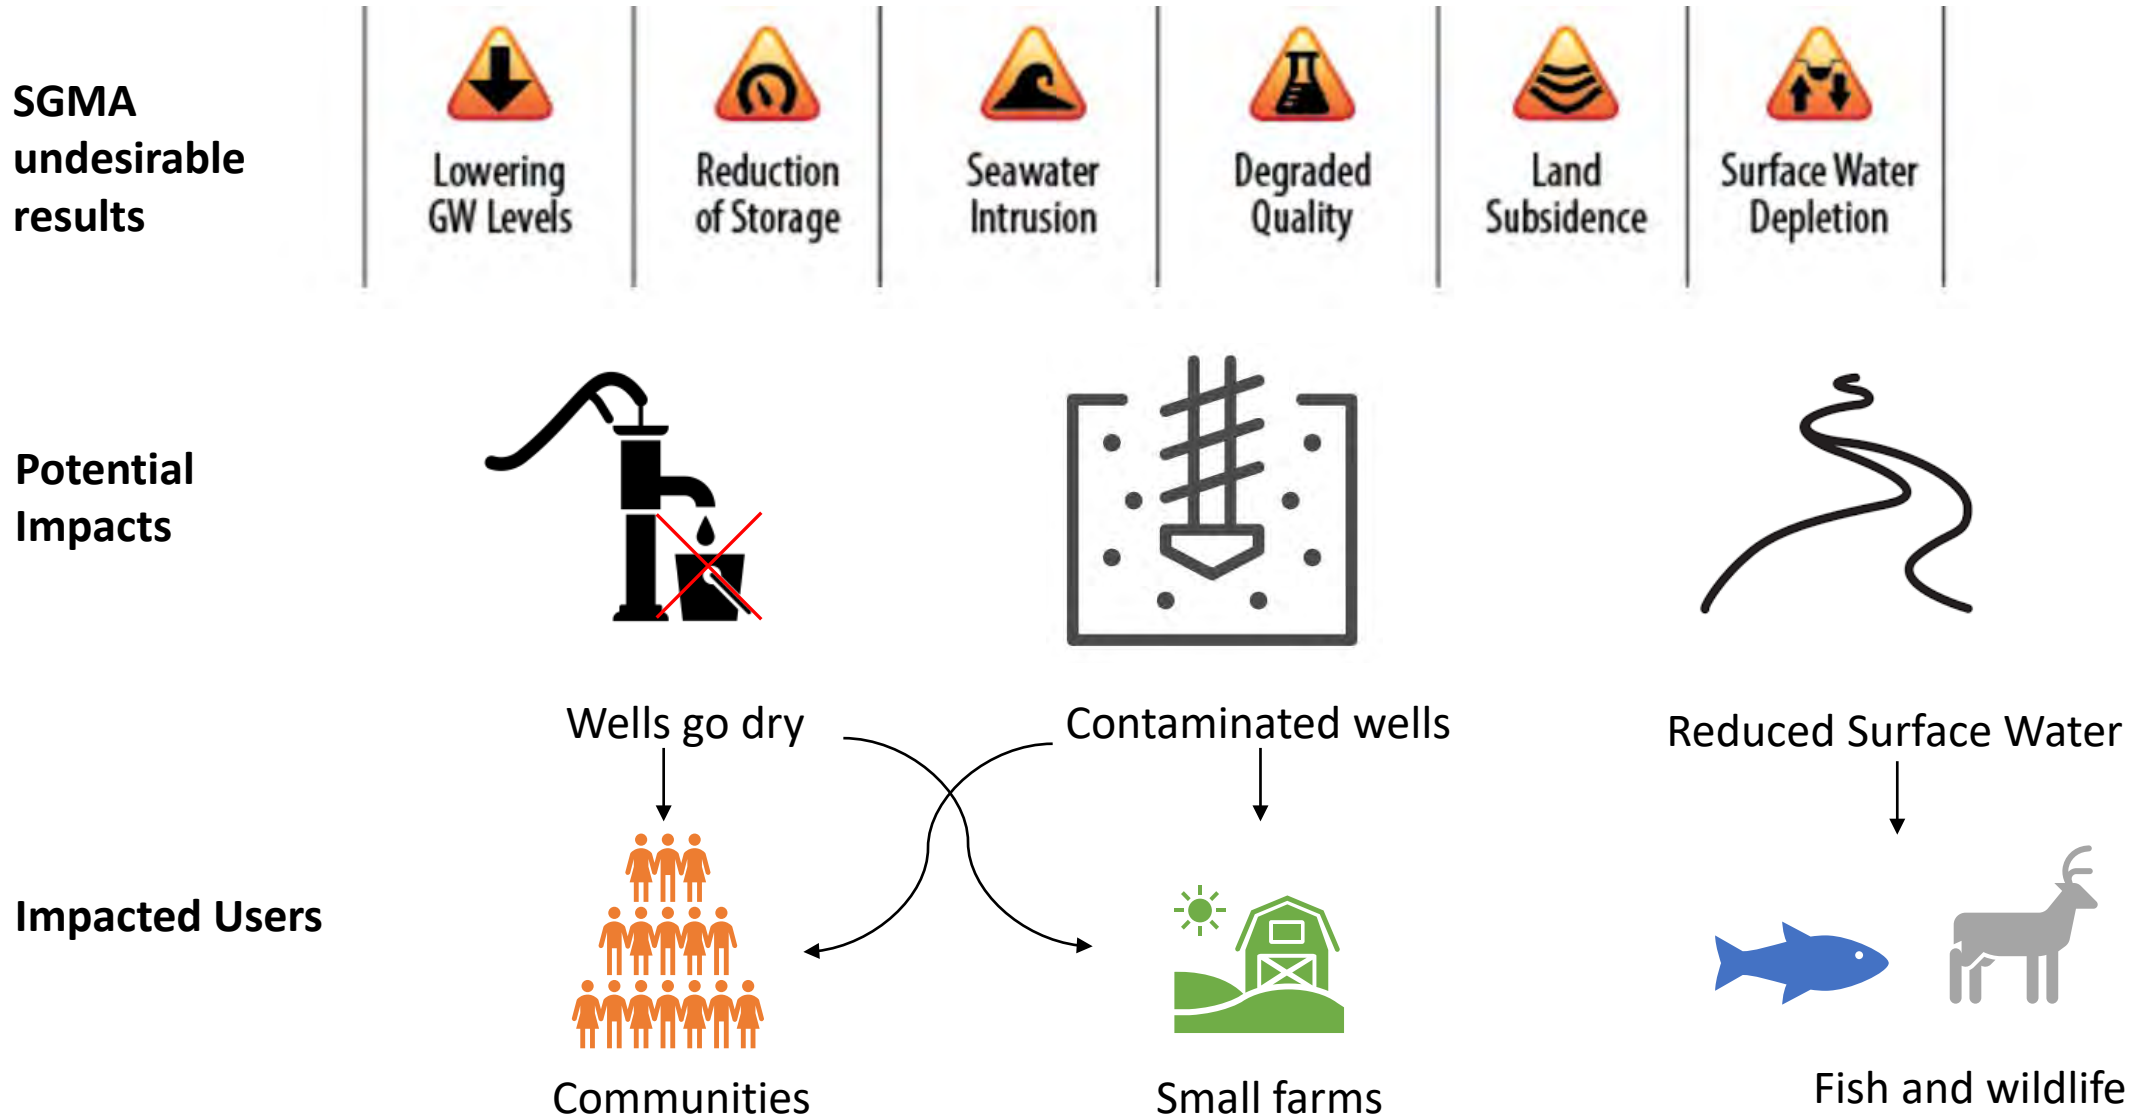 SGMA
undesirable
results
Lowering
GW Levels
Reduction
of Storage
Seawater
Intrusion
Degraded
Quality
Land
Subsidence
Surface Water
Depletion
Potential
Impacts
Wells go dry
Contaminated wells
Reduced Surface Water
Impacted Users
Communities
Small farms
Fish and wildlife